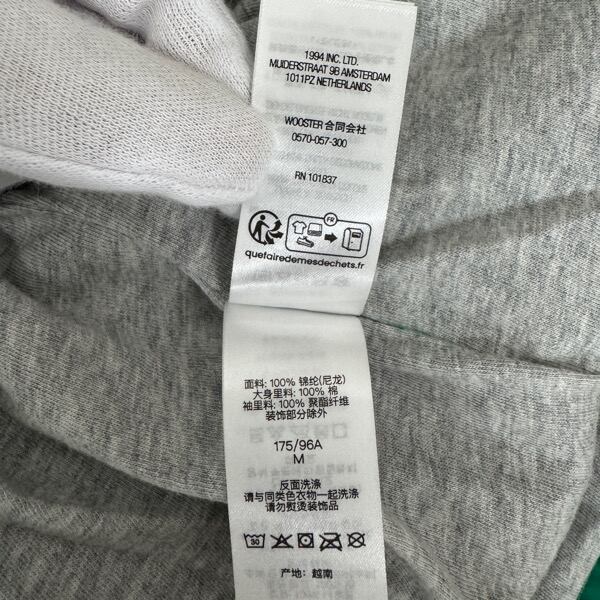 1994 INC. LTD.
MUIDERSTRAAT 9B AMSTERDAM
1011PZ NETHERLANDS
WOOSTER 合同会社
0570-057-300
RN 101837
FR
quefairedemesdechets.fr
面料: 100% 锦纶(尼龙)
大身里料: 100% 棉
袖里料: 100% 聚酯纤维
装饰部分除外
175/96A
M
反面洗涤
请与同类色衣物一起洗涤
请勿熨烫装饰品
30
产地: 越南